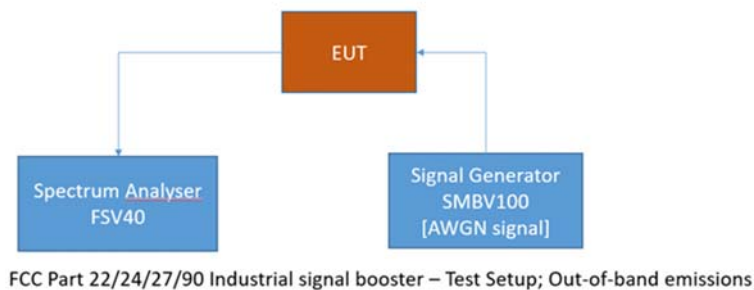 EUT
Spectrum Analyser
FSV40
Signal Generator
SMBV100
[AWGN signal]
FCC Part 22/24/27/90 Industrial signal booster – Test Setup; Out-of-band emissions